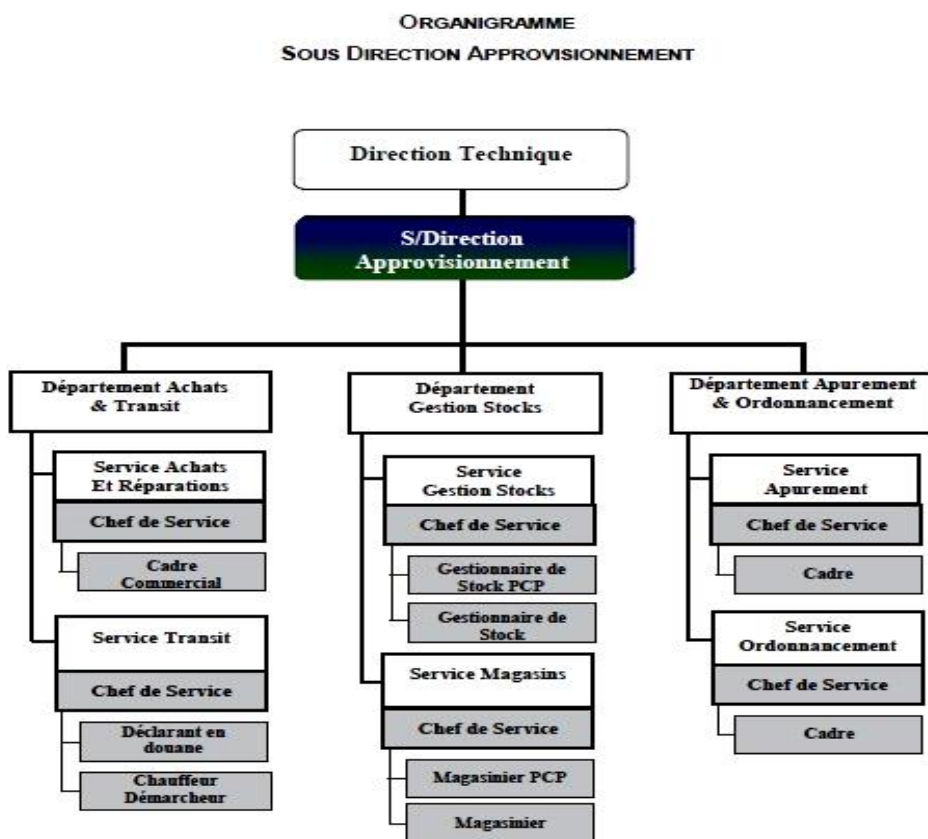 ORGANIGRAMME
SOUS DIRECTION APPROVISIONNEMENT
Direction Technique
S/Direction
Approvisionnement
Département Achats
& Transit
Service Achats
Et Réparations
Chef de Service
Cadre
Commercial
Service Transit
Chef de Service
Déclarant en
douane
Chauffeur
Démarcheur
Département
Gestion Stocks
Service
Gestion Stocks
Chef de Service
Gestionnaire de
Stock PCP
Gestionnaire de
Stock
Service Magasins
Chef de Service
Magasinier PCP
Magasinier
Département Apurement
& Ordonnancement
Service
Apurement
Chef de Service
Cadre
Service
Ordonnancement
Chef de Service
Cadre